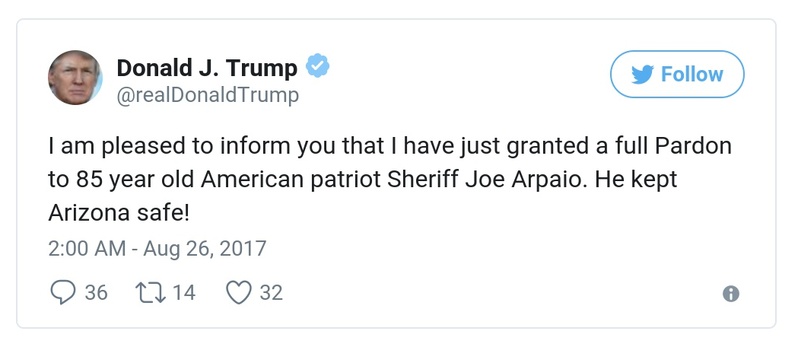 Donald J. Trump
@realDonaldTrump
Follow
I am pleased to inform you that I have just granted a full Pardon
to 85 year old American patriot Sheriff Joe Arpaio. He kept
Arizona safe!
2:00 AM - Aug 26, 2017
36 14 32